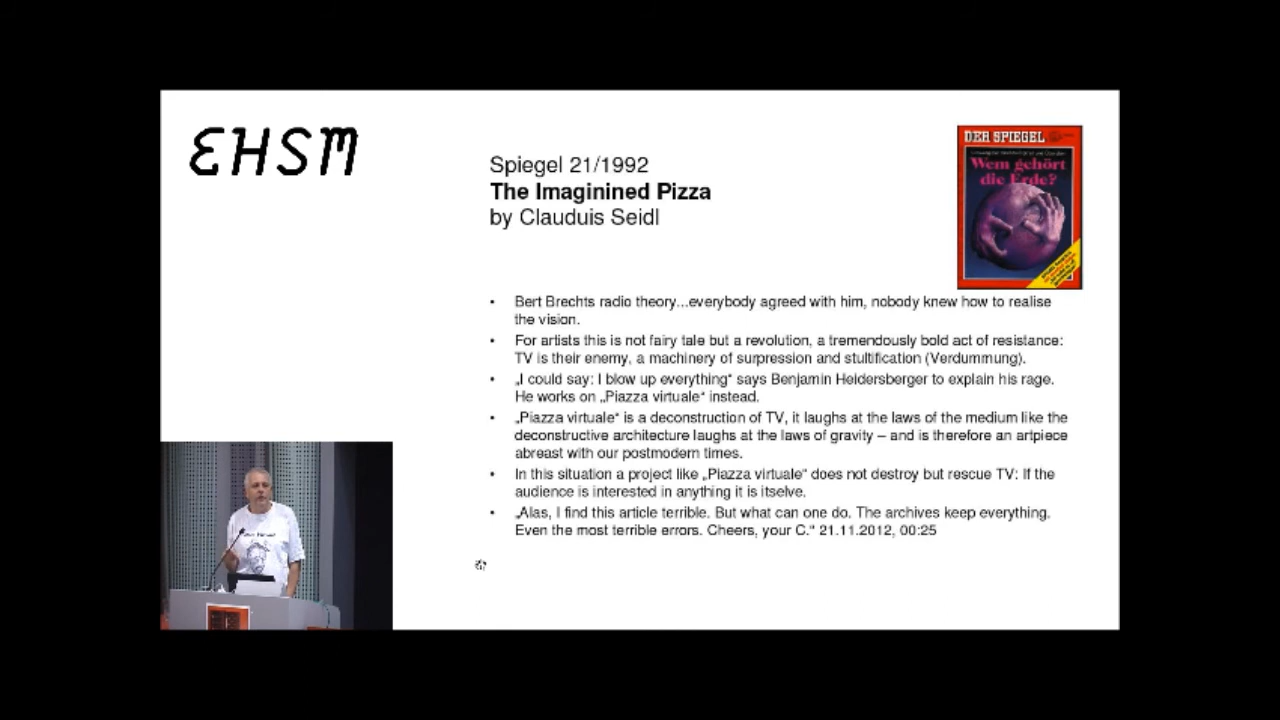 EHSM
Spiegel 21/1992
The Imaginined Pizza
by Clauduis Seidl
DER SPIEGEL
Wem gehört
die Erde?
• Bert Brechts radio theory...everybody agreed with him, nobody knew how to realise
the vision.
• For artists this is not fairy tale but a revolution, a tremendously bold act of resistance:
TV is their enemy, a machinery of surpression and stultification (Verdummung).
• „I could say: I blow up everything“ says Benjamin Heidersberger to explain his rage.
He works on „Piazza virtuale“ instead.
• „Piazza virtuale“ is a deconstruction of TV, it laughs at the laws of the medium like the
deconstructive architecture laughs at the laws of gravity – and is therefore an artpiece
abreast with our postmodern times.
• In this situation a project like „Piazza virtuale“ does not destroy but rescue TV: If the
audience is interested in anything it is itselve.
• „Alas, I find this article terrible. But what can one do. The archives keep everything.
Even the most terrible errors. Cheers, your C." 21.11.2012, 00:25